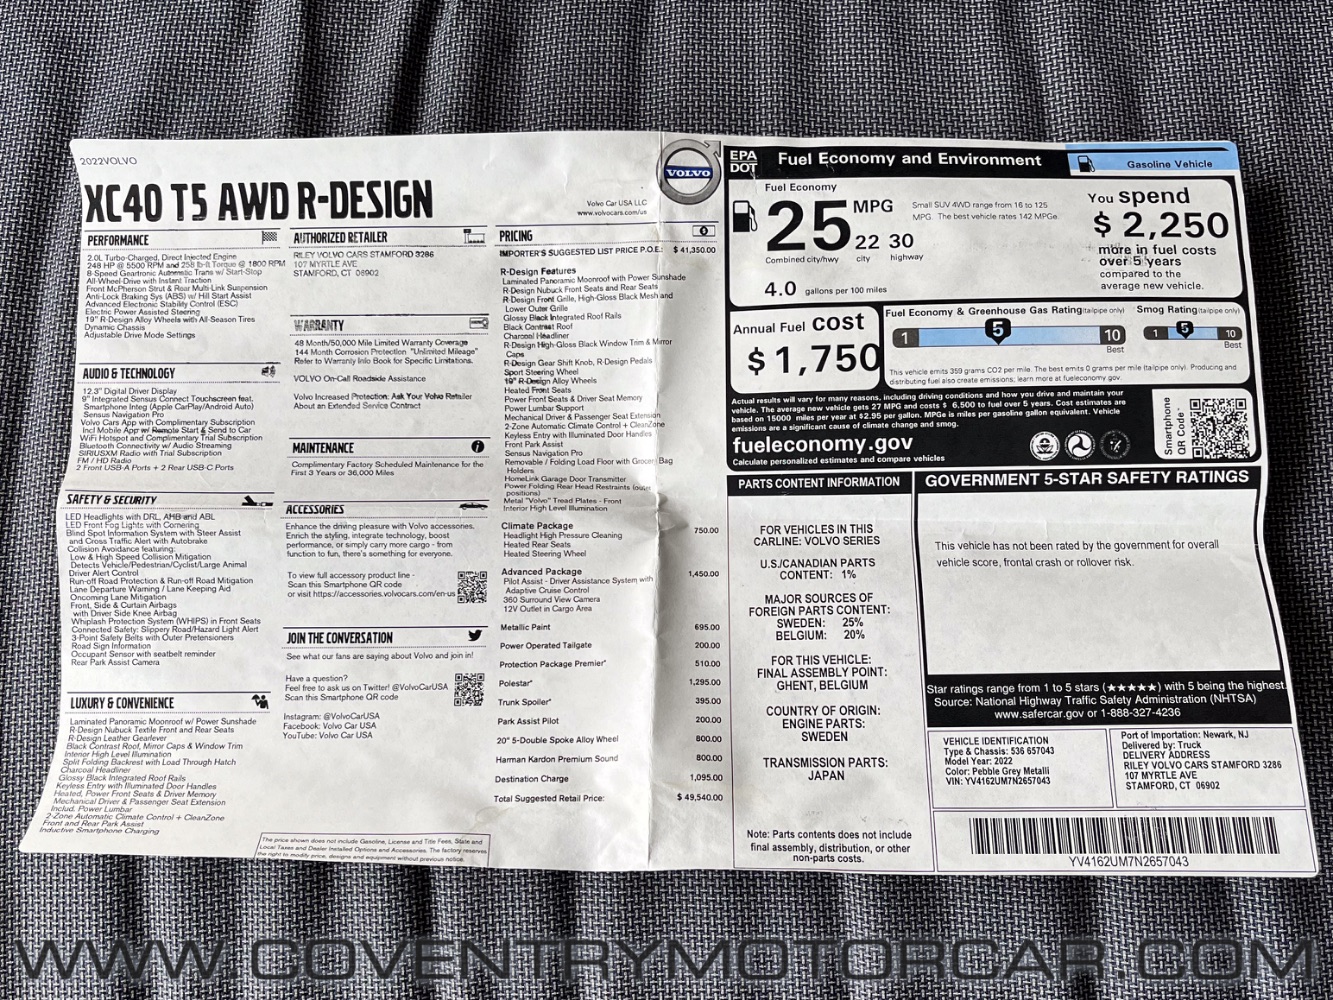 2022VOLVO
XC40 T5 AWD R-DESIGN
VOLVO
Volvo Car USA LLC
www.volvocars.com/us
PERFORMANCE
2.0L Turbo-Charged, Direct Injected Engine
248 HP @ 5500 RPM and 258 lb-ft Torque @ 1800 RPM
8-Speed Geartronic Automatic Trans w/ Start-Stop
All-Wheel-Drive with Instant Traction
Front McPherson Strut & Rear Multi-Link Suspension
Anti-Lock Braking Sys (ABS) w/ Hill Start Assist
Advanced Electronic Stability Control (ESC)
Electric Power Assisted Steering
19" R-Design Alloy Wheels with All-Season Tires
Dynamic Chassis
Adjustable Drive Mode Settings
AUDIO & TECHNOLOGY
12.3" Digital Driver Display
9" Integrated Sensus Connect Touchscreen feat.
Smartphone Integ (Apple CarPlay/Android Auto)
Sensus Navigation Pro
Volvo Cars App with Complimentary Subscription
Incl Mobile App w/ Remote Start & Send to Car
WiFi Hotspot and Complimentary Trial Subscription
Bluetooth Connectivity w/ Audio Streaming
SIRIUSXM Radio with Trial Subscription
FM / HD Radio
2 Front USB-A Ports + 2 Rear USB-C Ports
SAFETY & SECURITY
LED Headlights with DRL, AHB and ABL
LED Front Fog Lights with Cornering
Blind Spot Information System with Steer Assist
and Cross Traffic Alert with Autobrake
Collision Avoidance featuring:
Low & High Speed Collision Mitigation
Detects Vehicle/Pedestrian/Cyclist/Large Animal
Driver Alert Control
Run-off Road Protection & Run-off Road Mitigation
Lane Departure Warning / Lane Keeping Aid
Oncoming Lane Mitigation
Front, Side & Curtain Airbags
with Driver Side Knee Airbag
Whiplash Protection System (WHIPS) in Front Seats
Connected Safety: Slippery Road/Hazard Light Alert
3-Point Safety Belts with Outer Pretensioners
Road Sign Information
Occupant Sensor with seatbelt reminder
Rear Park Assist Camera
LUXURY & CONVENIENCE
Laminated Panoramic Moonroof w/ Power Sunshade
R-Design Nubuck Textile Front and Rear Seats
R-Design Leather Gearlever
Black Contrast Roof, Mirror Caps & Window Trim
Interior High Level Illumination
Split Folding Backrest with Load Through Hatch
Charcoal Headliner
Glossy Black Integrated Roof Rails
Keyless Entry with Illuminated Door Handles
Heated, Power Front Seats & Driver Memory
Mechanical Driver & Passenger Seat Extension
Includ. Power Lumbar
2-Zone Automatic Climate Control + CleanZone
Front and Rear Park Assist
Inductive Smartphone Charging
AUTHORIZED RETAILER
RILEY VOLVO CARS STAMFORD 3286
107 MYRTLE AVE
STAMFORD, CT 06902
WARRANTY
48 Month/50,000 Mile Limited Warranty Coverage
144 Month Corrosion Protection "Unlimited Mileage"
Refer to Warranty Info Book for Specific Limitations.
VOLVO On-Call Roadside Assistance
Volvo Increased Protection: Ask Your Volvo Retailer
About an Extended Service Contract
MAINTENANCE
Complimentary Factory Scheduled Maintenance for the
First 3 Years or 36,000 Miles
ACCESSORIES
Enhance the driving pleasure with Volvo accessories.
Enrich the styling, integrate technology, boost
performance, or simply carry more cargo - from
function to fun, there's something for everyone.
To view full accessory product line -
Scan this Smartphone QR code
or visit https://accessories.volvocars.com/en-us
JOIN THE CONVERSATION
See what our fans are saying about Volvo and join in!
Have a question?
Feel free to ask us on Twitter! @VolvoCarUSA
Scan this Smartphone QR code
Instagram: @VolvoCarUSA
Facebook: Volvo Car USA
YouTube: Volvo Car USA
The price shown does not include Gasoline, License and Title Fees, State and
Local Taxes and Dealer Installed Options and Accessories. The factory reserves
the right to modify price, designs and equipment without previous notice.
PRICING
IMPORTER'S SUGGESTED LIST PRICE P.O.E.: $ 41,350.00
R-Design Features
Laminated Panoramic Moonroof with Power Sunshade
R-Design Nubuck Front Seats and Rear Seats
R-Design Front Grille, High-Gloss Black Mesh and
Lower Outer Grille
Glossy Black Integrated Roof Rails
Black Contrast Roof
Charcoal Headliner
R-Design High-Gloss Black Window Trim & Mirror
Caps
R-Design Gear Shift Knob, R-Design Pedals
Sport Steering Wheel
19" R-Design Alloy Wheels
Heated Front Seats
Power Front Seats & Driver Seat Memory
Power Lumbar Support
Mechanical Driver & Passenger Seat Extension
2-Zone Automatic Climate Control + CleanZone
Keyless Entry with Illuminated Door Handles
Front Park Assist
Sensus Navigation Pro
Removable / Folding Load Floor with Grocery Bag
Holders
HomeLink Garage Door Transmitter
Power Folding Rear Head Restraints (outer
positions)
Metal "Volvo" Tread Plates - Front
Interior High Level Illumination
Climate Package 750.00
Headlight High Pressure Cleaning
Heated Rear Seats
Heated Steering Wheel
Advanced Package 1,450.00
Pilot Assist - Driver Assistance System with
Adaptive Cruise Control
360 Surround View Camera
12V Outlet in Cargo Area
Metallic Paint 695.00
Power Operated Tailgate 200.00
Protection Package Premier* 510.00
Polestar* 1,295.00
Trunk Spoiler* 395.00
Park Assist Pilot 200.00
20" 5-Double Spoke Alloy Wheel 800.00
Harman Kardon Premium Sound 800.00
Destination Charge 1,095.00
Total Suggested Retail Price: $ 49,540.00
EPA
DOT
Fuel Economy and Environment
Gasoline Vehicle
Fuel Economy
25 MPG
22 30
Combined city/hwy city highway
4.0 gallons per 100 miles
Small SUV 4WD range from 16 to 125
MPG. The best vehicle rates 142 MPGe.
You spend
$ 2,250
more in fuel costs
over 5 years
compared to the
average new vehicle.
Annual Fuel cost
$ 1,750
Fuel Economy & Greenhouse Gas Rating (tailpipe only)
1 5 10
Best
Smog Rating (tailpipe only)
1 5 10
Best
This vehicle emits 359 grams CO2 per mile. The best emits 0 grams per mile (tailpipe only). Producing and
distributing fuel also create emissions; learn more at fueleconomy.gov.
Actual results will vary for many reasons, including driving conditions and how you drive and maintain your
vehicle. The average new vehicle gets 27 MPG and costs $ 6,500 to fuel over 5 years. Cost estimates are
based on 15000 miles per year at $2.95 per gallon. MPGe is miles per gasoline gallon equivalent. Vehicle
emissions are a significant cause of climate change and smog.
fueleconomy.gov
Calculate personalized estimates and compare vehicles
Smartphone
QR Code
PARTS CONTENT INFORMATION
FOR VEHICLES IN THIS
CARLINE: VOLVO SERIES
U.S./CANADIAN PARTS
CONTENT: 1%
MAJOR SOURCES OF
FOREIGN PARTS CONTENT:
SWEDEN: 25%
BELGIUM: 20%
FOR THIS VEHICLE:
FINAL ASSEMBLY POINT:
GHENT, BELGIUM
COUNTRY OF ORIGIN:
ENGINE PARTS:
SWEDEN
TRANSMISSION PARTS:
JAPAN
Note: Parts contents does not include
final assembly, distribution, or other
non-parts costs.
GOVERNMENT 5-STAR SAFETY RATINGS
This vehicle has not been rated by the government for overall
vehicle score, frontal crash or rollover risk.
Star ratings range from 1 to 5 stars (★★★★★) with 5 being the highest.
Source: National Highway Traffic Safety Administration (NHTSA)
www.safercar.gov or 1-888-327-4236
VEHICLE IDENTIFICATION
Type & Chassis: 536 657043
Model Year: 2022
Color: Pebble Grey Metalli
VIN: YV4162UM7N2657043
Port of Importation: Newark, NJ
Delivered by: Truck
DELIVERY ADDRESS
RILEY VOLVO CARS STAMFORD 3286
107 MYRTLE AVE
STAMFORD, CT 06902
YV4162UM7N2657043
WWW.COVENTRYMOTORCAR.COM